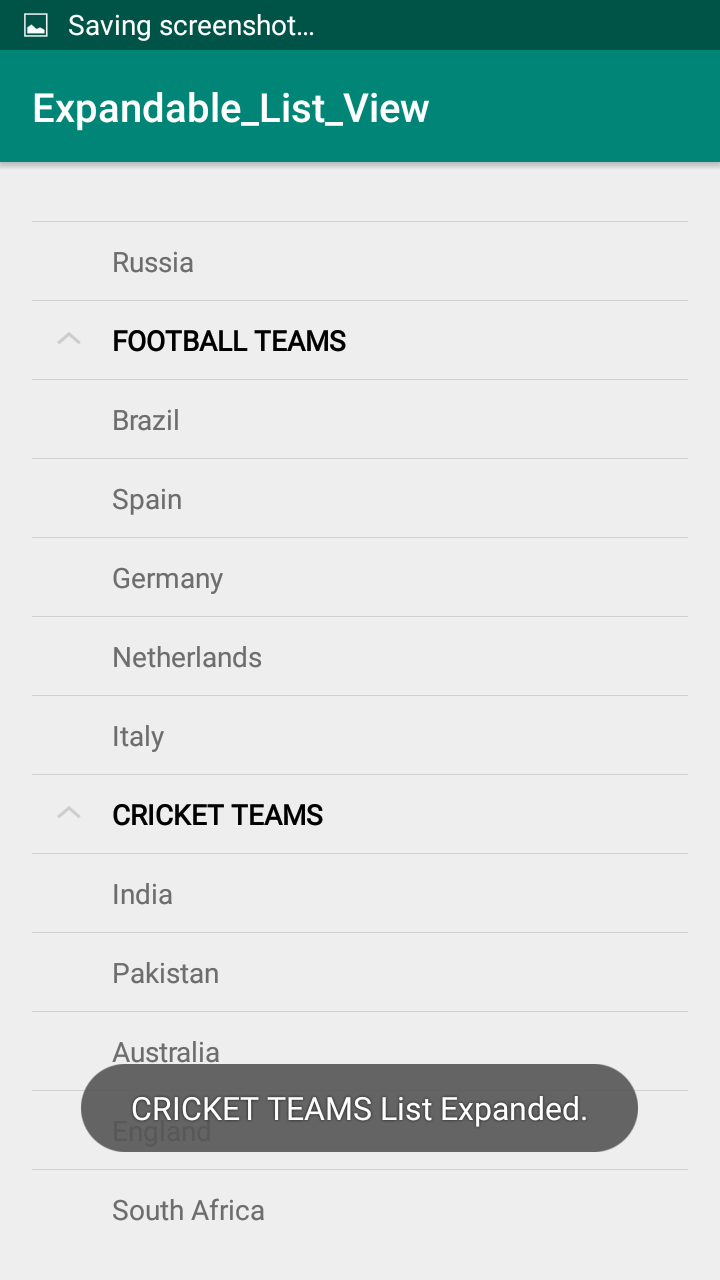 Saving screenshot...
Expandable_List_View
Russia
FOOTBALL TEAMS
Brazil
Spain
Germany
Netherlands
Italy
CRICKET TEAMS
India
Pakistan
Australia
CRICKET TEAMS List Expanded.
England
South Africa